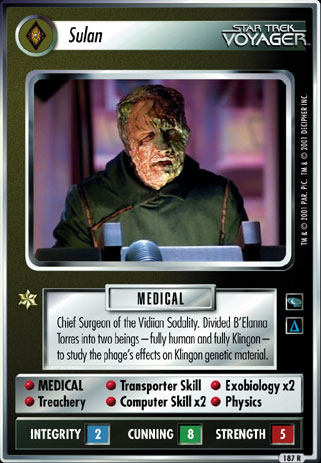 Sulan
STAR TREK
VOYAGER
TM & © 2001 PAR. P.C. TM & © 2001 DECIPHER INC.
MEDICAL
Chief Surgeon of the Vidiian Sodality. Divided B'Elanna
Torres into two beings – fully human and fully Klingon –
to study the phage's effects on Klingon genetic material.
MEDICAL Transporter Skill Exobiology x2
Treachery Computer Skill x2 Physics
INTEGRITY 2 CUNNING 8 STRENGTH 5
187 R